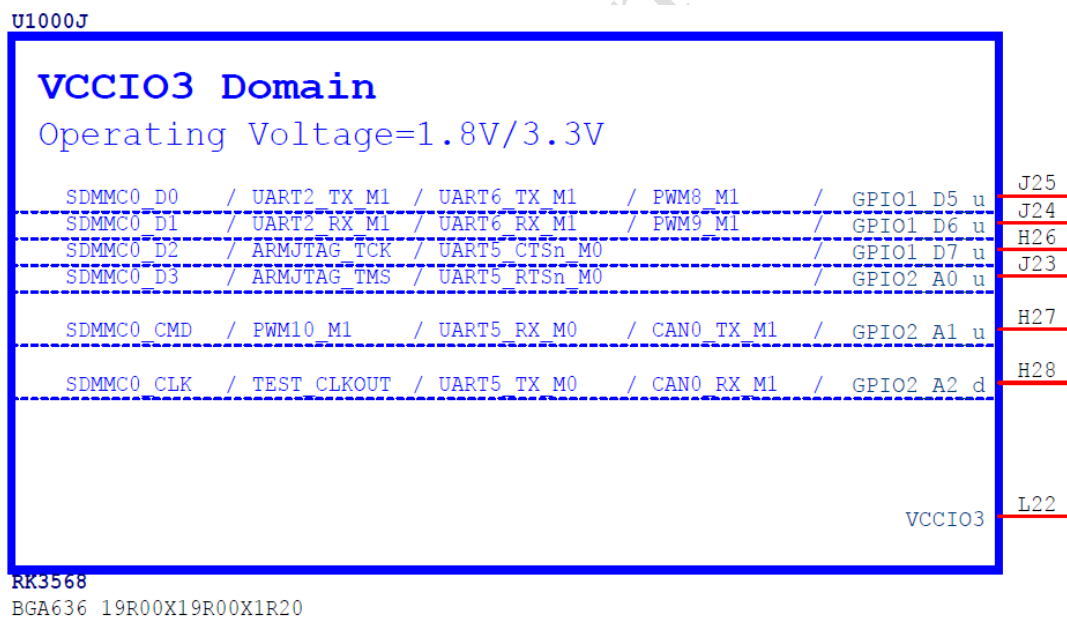 U1000J
VCCIO3 Domain
Operating Voltage=1.8V/3.3V
SDMMC0_D0 / UART2_TX_M1 / UART6_TX_M1 / PWM8_M1 / GPIO1_D5_u J25
SDMMC0_D1 / UART2_RX_M1 / UART6_RX_M1 / PWM9_M1 / GPIO1_D6_u J24
SDMMC0_D2 / ARMJTAG_TCK / UART5_CTSn_M0 / GPIO1_D7_u H26
SDMMC0_D3 / ARMJTAG_TMS / UART5_RTSn_M0 / GPIO2_A0_u J23
SDMMC0_CMD / PWM10_M1 / UART5_RX_M0 / CAN0_TX_M1 / GPIO2_A1_u H27
SDMMC0_CLK / TEST_CLKOUT / UART5_TX_M0 / CAN0_RX_M1 / GPIO2_A2_d H28
VCCIO3 L22
RK3568
BGA636_19R00X19R00X1R20